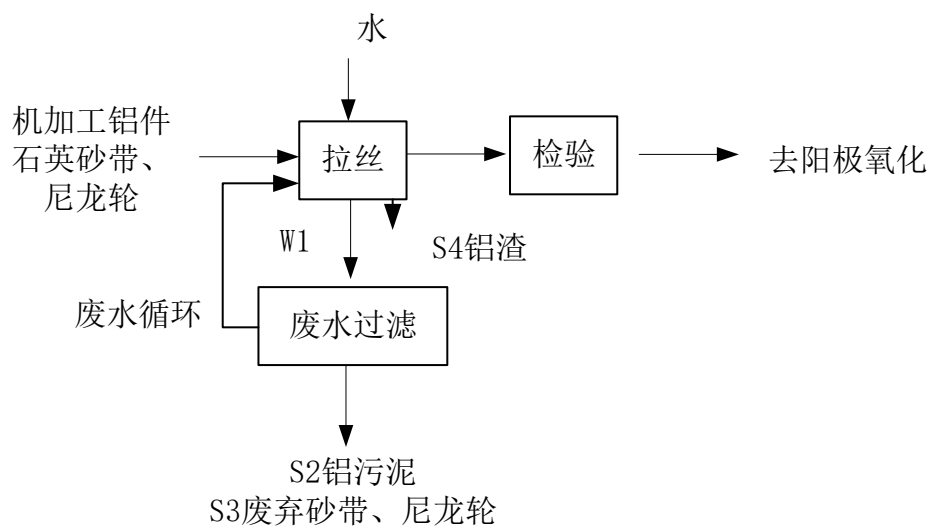 水
机加工铝件
石英砂带、
尼龙轮
拉丝
检验
去阳极氧化
W1
S4铝渣
废水循环
废水过滤
S2铝污泥
S3废弃砂带、尼龙轮